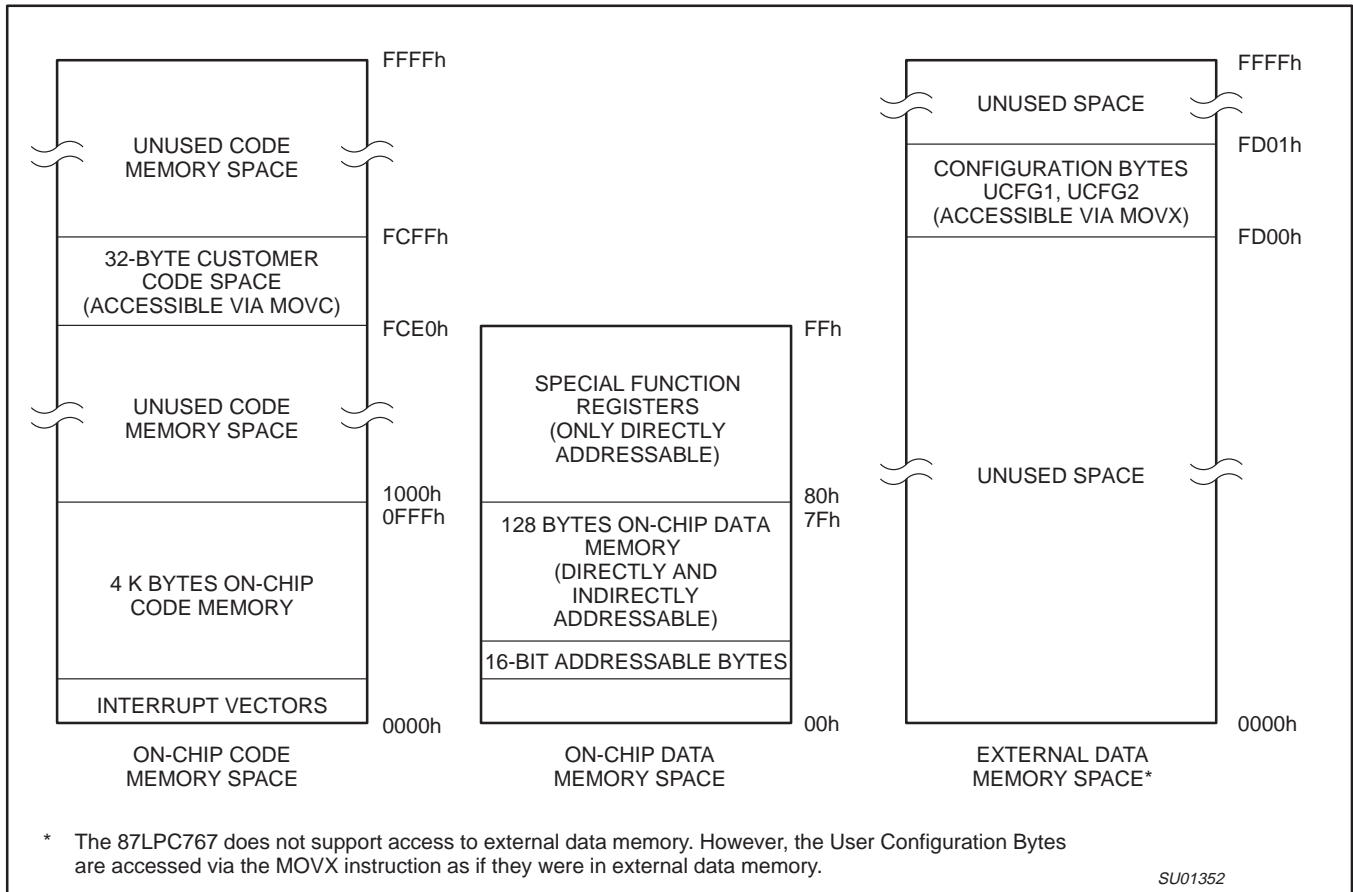 FFFFh
UNUSED CODE
MEMORY SPACE
FCFFh
32-BYTE CUSTOMER
CODE SPACE
(ACCESSIBLE VIA MOVC)
FCE0h
UNUSED CODE
MEMORY SPACE
1000h
0FFFh
4 K BYTES ON-CHIP
CODE MEMORY
INTERRUPT VECTORS
0000h
ON-CHIP CODE
MEMORY SPACE
FFh
SPECIAL FUNCTION
REGISTERS
(ONLY DIRECTLY
ADDRESSABLE)
80h
7Fh
128 BYTES ON-CHIP DATA
MEMORY
(DIRECTLY AND
INDIRECTLY
ADDRESSABLE)
16-BIT ADDRESSABLE BYTES
00h
ON-CHIP DATA
MEMORY SPACE
FFFFh
UNUSED SPACE
FD01h
CONFIGURATION BYTES
UCFG1, UCFG2
(ACCESSIBLE VIA MOVX)
FD00h
UNUSED SPACE
0000h
EXTERNAL DATA
MEMORY SPACE*
* The 87LPC767 does not support access to external data memory. However, the User Configuration Bytes
are accessed via the MOVX instruction as if they were in external data memory.
SU01352